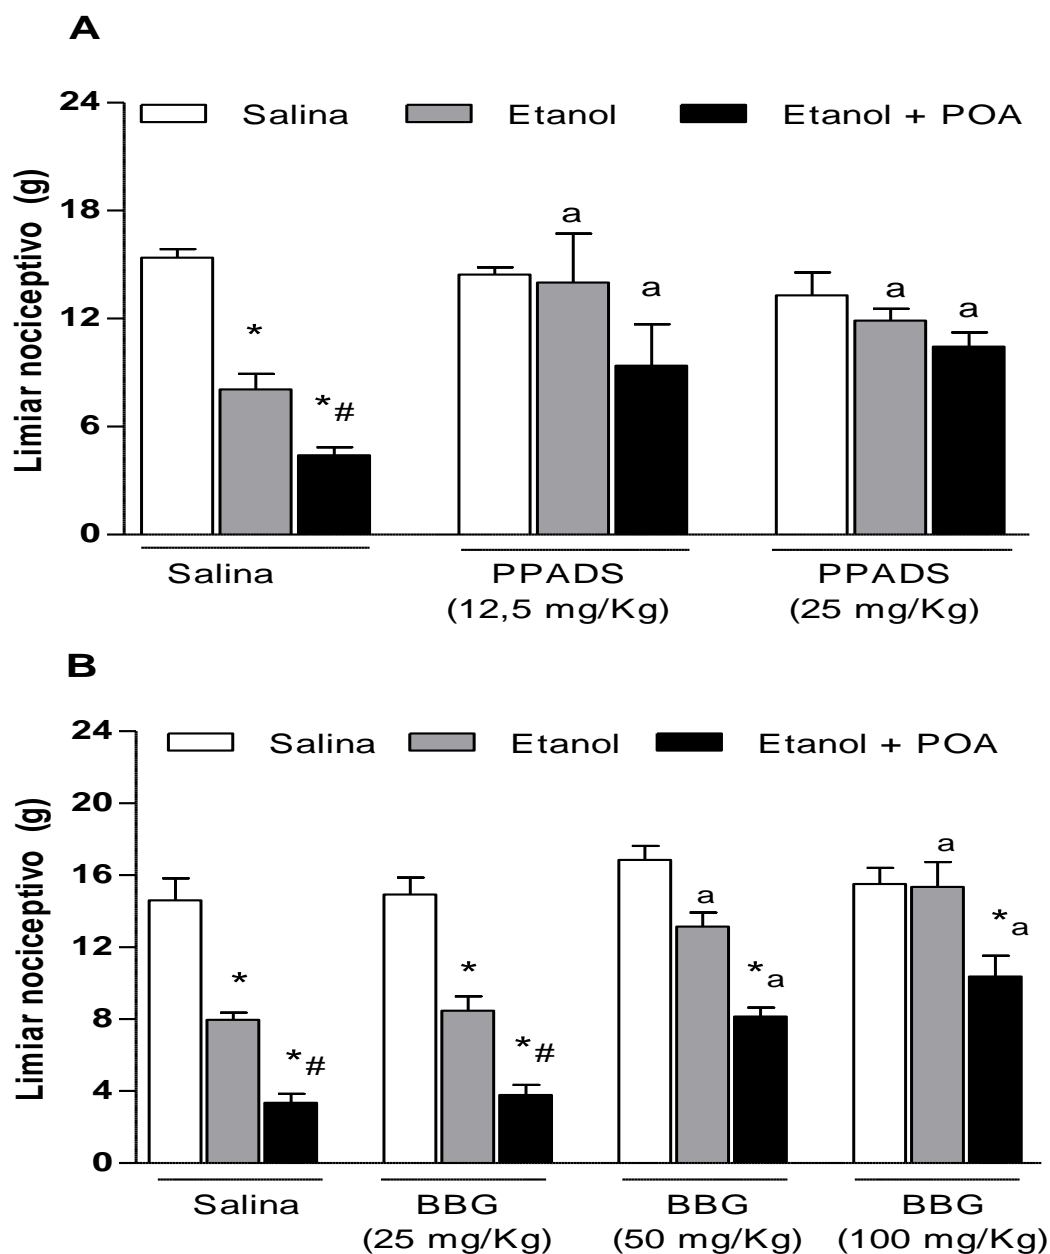 A
24
Salina Etanol Etanol + POA
Limiar nociceptivo (g)
18
a
a
a
a
12
*
*#
6
0
Salina PPADS PPADS
(12,5 mg/Kg) (25 mg/Kg)
B
24
Salina Etanol Etanol + POA
Limiar nociceptivo (g)
20
16
a
a
*a
12
*
*
*a
8
*#
*#
4
0
Salina BBG BBG BBG
(25 mg/Kg) (50 mg/Kg) (100 mg/Kg)